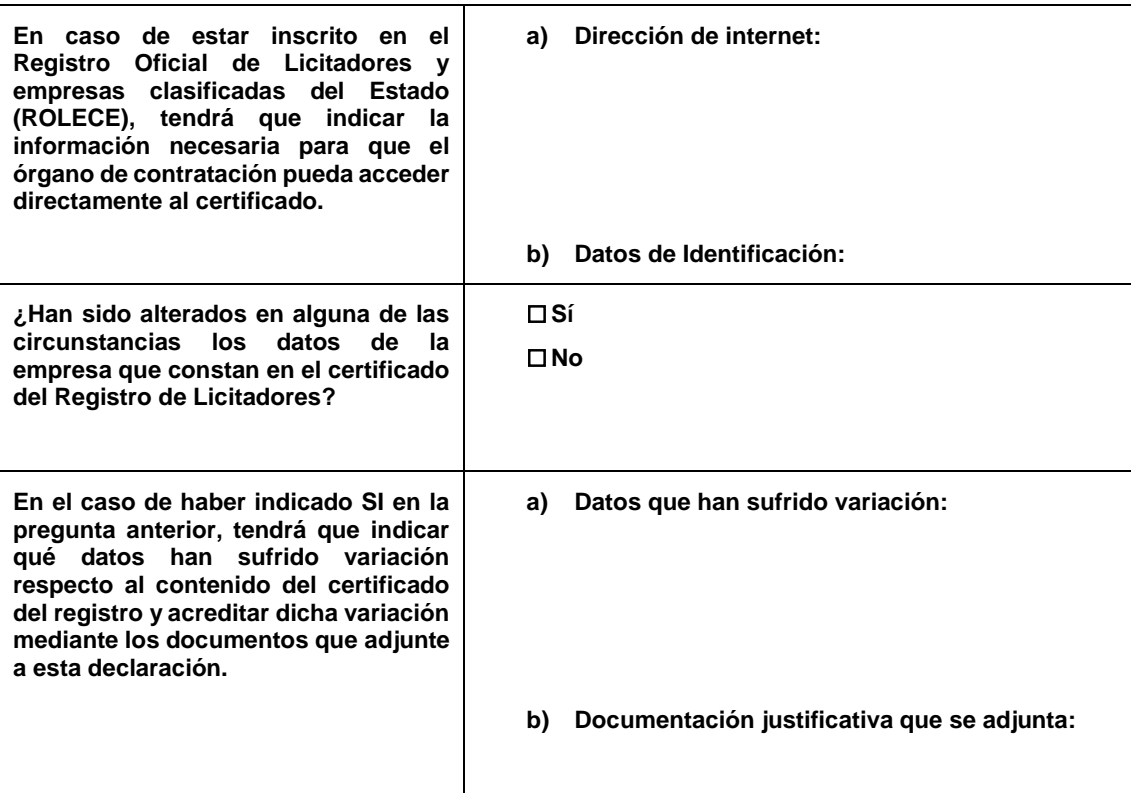 En caso de estar inscrito en el
Registro Oficial de Licitadores y
empresas clasificadas del Estado
(ROLECE), tendrá que indicar la
información necesaria para que el
órgano de contratación pueda acceder
directamente al certificado.
a) Dirección de internet:
b) Datos de Identificación:
¿Han sido alterados en alguna de las
circunstancias los datos de la
empresa que constan en el certificado
del Registro de Licitadores?
☐ Sí
☐ No
En el caso de haber indicado SI en la
pregunta anterior, tendrá que indicar
qué datos han sufrido variación
respecto al contenido del certificado
del registro y acreditar dicha variación
mediante los documentos que adjunte
a esta declaración.
a) Datos que han sufrido variación:
b) Documentación justificativa que se adjunta: